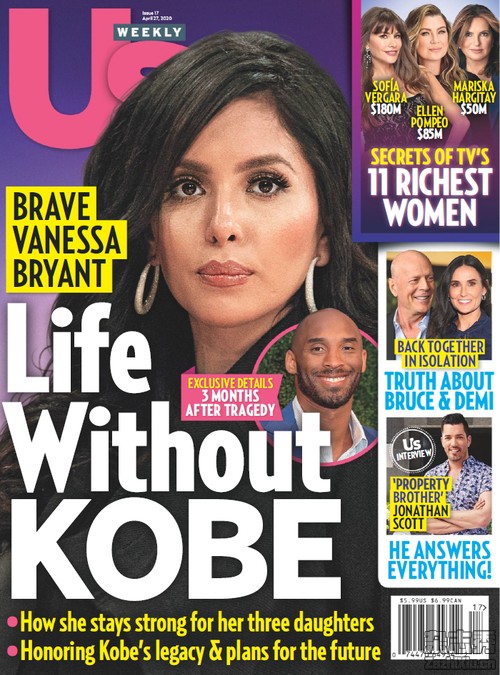 Us
WEEKLY
Issue 17
April 27, 2020
SOFÍA
VERGARA
$180M
ELLEN
POMPEO
$85M
MARISKA
HARGITAY
$50M
SECRETS OF TV'S
11 RICHEST
WOMEN
BRAVE
VANESSA
BRYANT
Life
Without
KOBE
EXCLUSIVE DETAILS
3 MONTHS
AFTER TRAGEDY
•How she stays strong for her three daughters
•Honoring Kobe's legacy & plans for the future
BACK TOGETHER
IN ISOLATION
TRUTH ABOUT
BRUCE & DEMI
Us
INTERVIEW
'PROPERTY
BROTHER'
JONATHAN
SCOTT
HE ANSWERS
EVERYTHING!
$5.99US $6.99CAN
17>